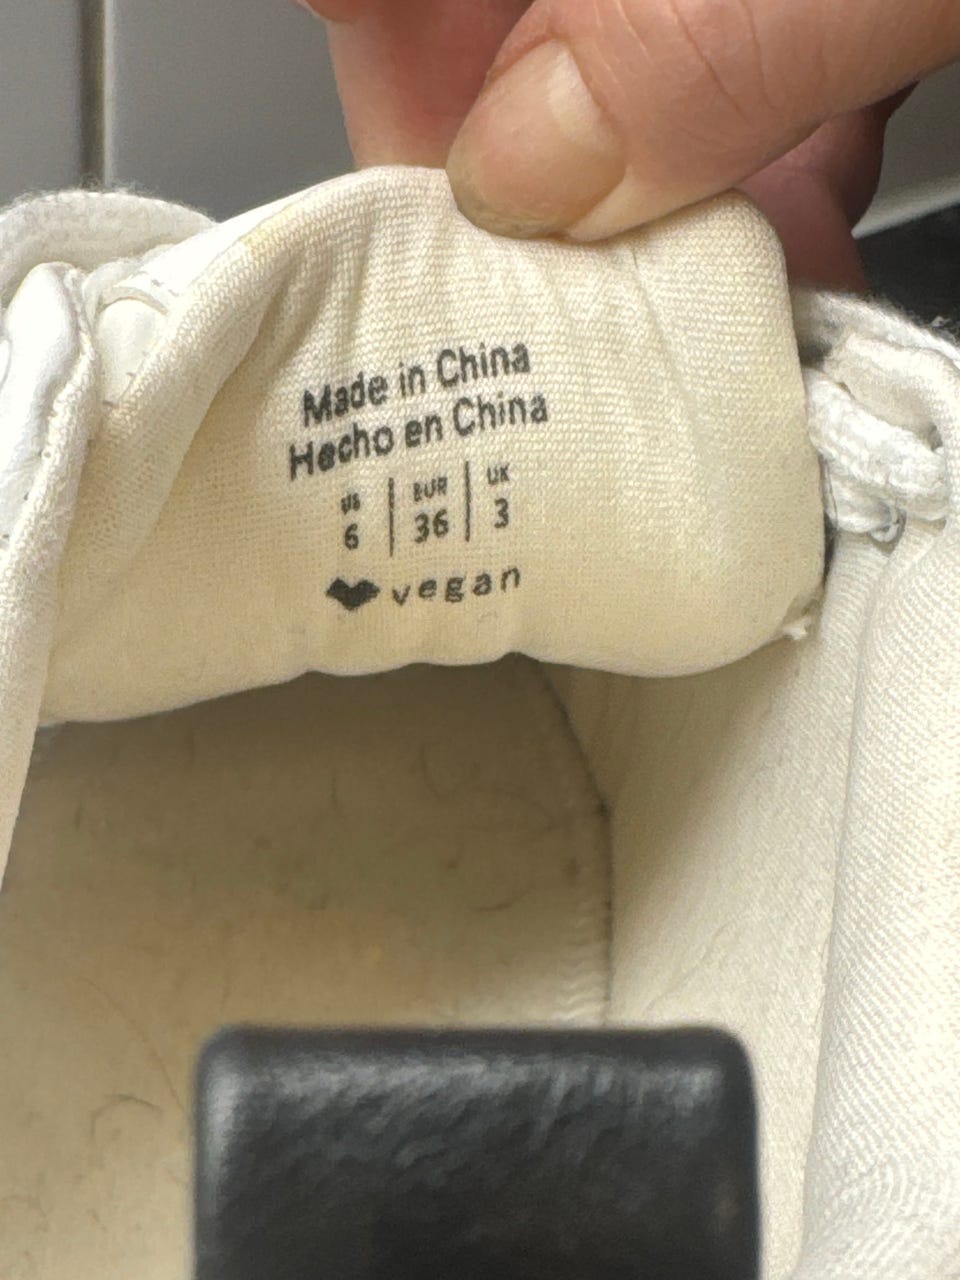 Made in China
Hecho en China
US EUR UK
6 36 3
vegan